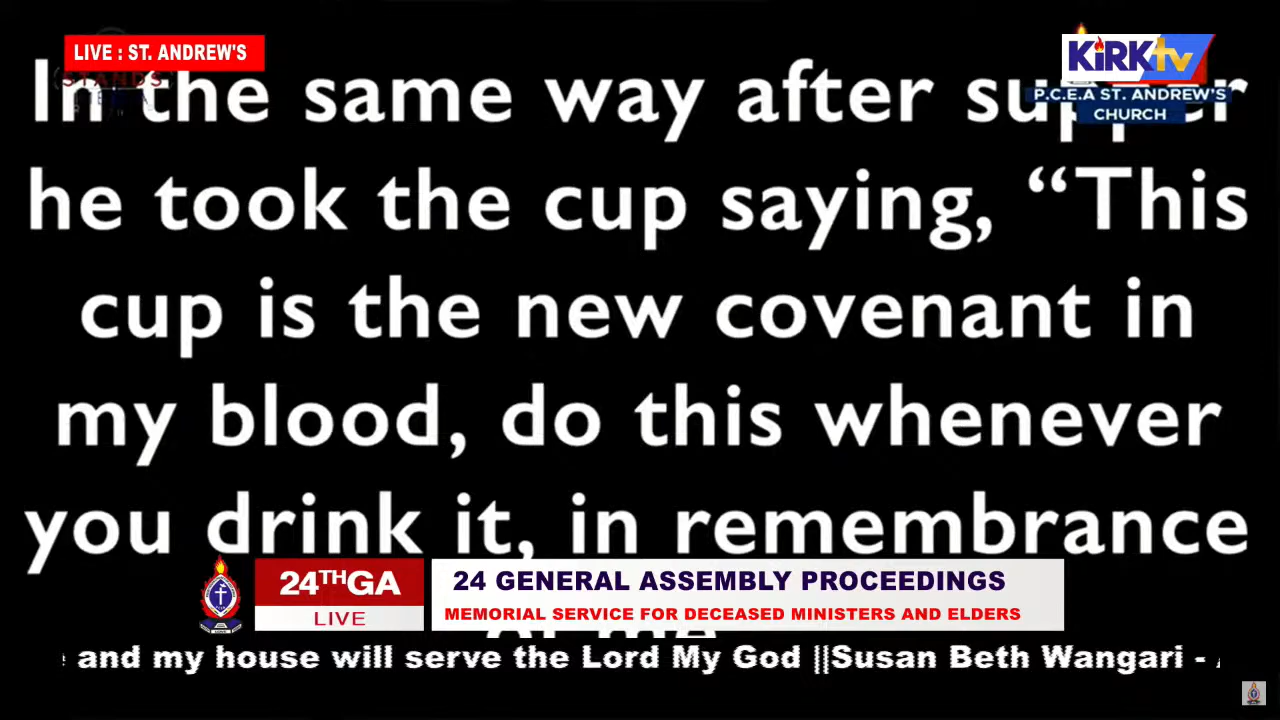 LIVE : ST. ANDREW'S
KiRKtv
P.C.E.A ST. ANDREW'S
CHURCH
In the same way after supper
he took the cup saying, “This
cup is the new covenant in
my blood, do this whenever
you drink it, in remembrance
of me
24THGA
LIVE
24 GENERAL ASSEMBLY PROCEEDINGS
MEMORIAL SERVICE FOR DECEASED MINISTERS AND ELDERS
and my house will serve the Lord My God ||Susan Beth Wangari -